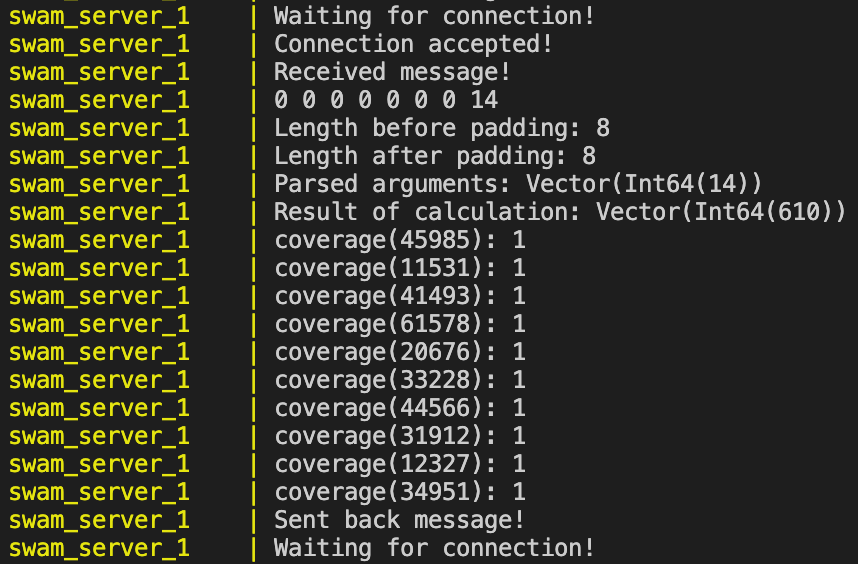 swam_server_1 | Waiting for connection!
swam_server_1 | Connection accepted!
swam_server_1 | Received message!
swam_server_1 | 0 0 0 0 0 0 0 14
swam_server_1 | Length before padding: 8
swam_server_1 | Length after padding: 8
swam_server_1 | Parsed arguments: Vector(Int64(14))
swam_server_1 | Result of calculation: Vector(Int64(610))
swam_server_1 | coverage(45985): 1
swam_server_1 | coverage(11531): 1
swam_server_1 | coverage(41493): 1
swam_server_1 | coverage(61578): 1
swam_server_1 | coverage(20676): 1
swam_server_1 | coverage(33228): 1
swam_server_1 | coverage(44566): 1
swam_server_1 | coverage(31912): 1
swam_server_1 | coverage(12327): 1
swam_server_1 | coverage(34951): 1
swam_server_1 | Sent back message!
swam_server_1 | Waiting for connection!